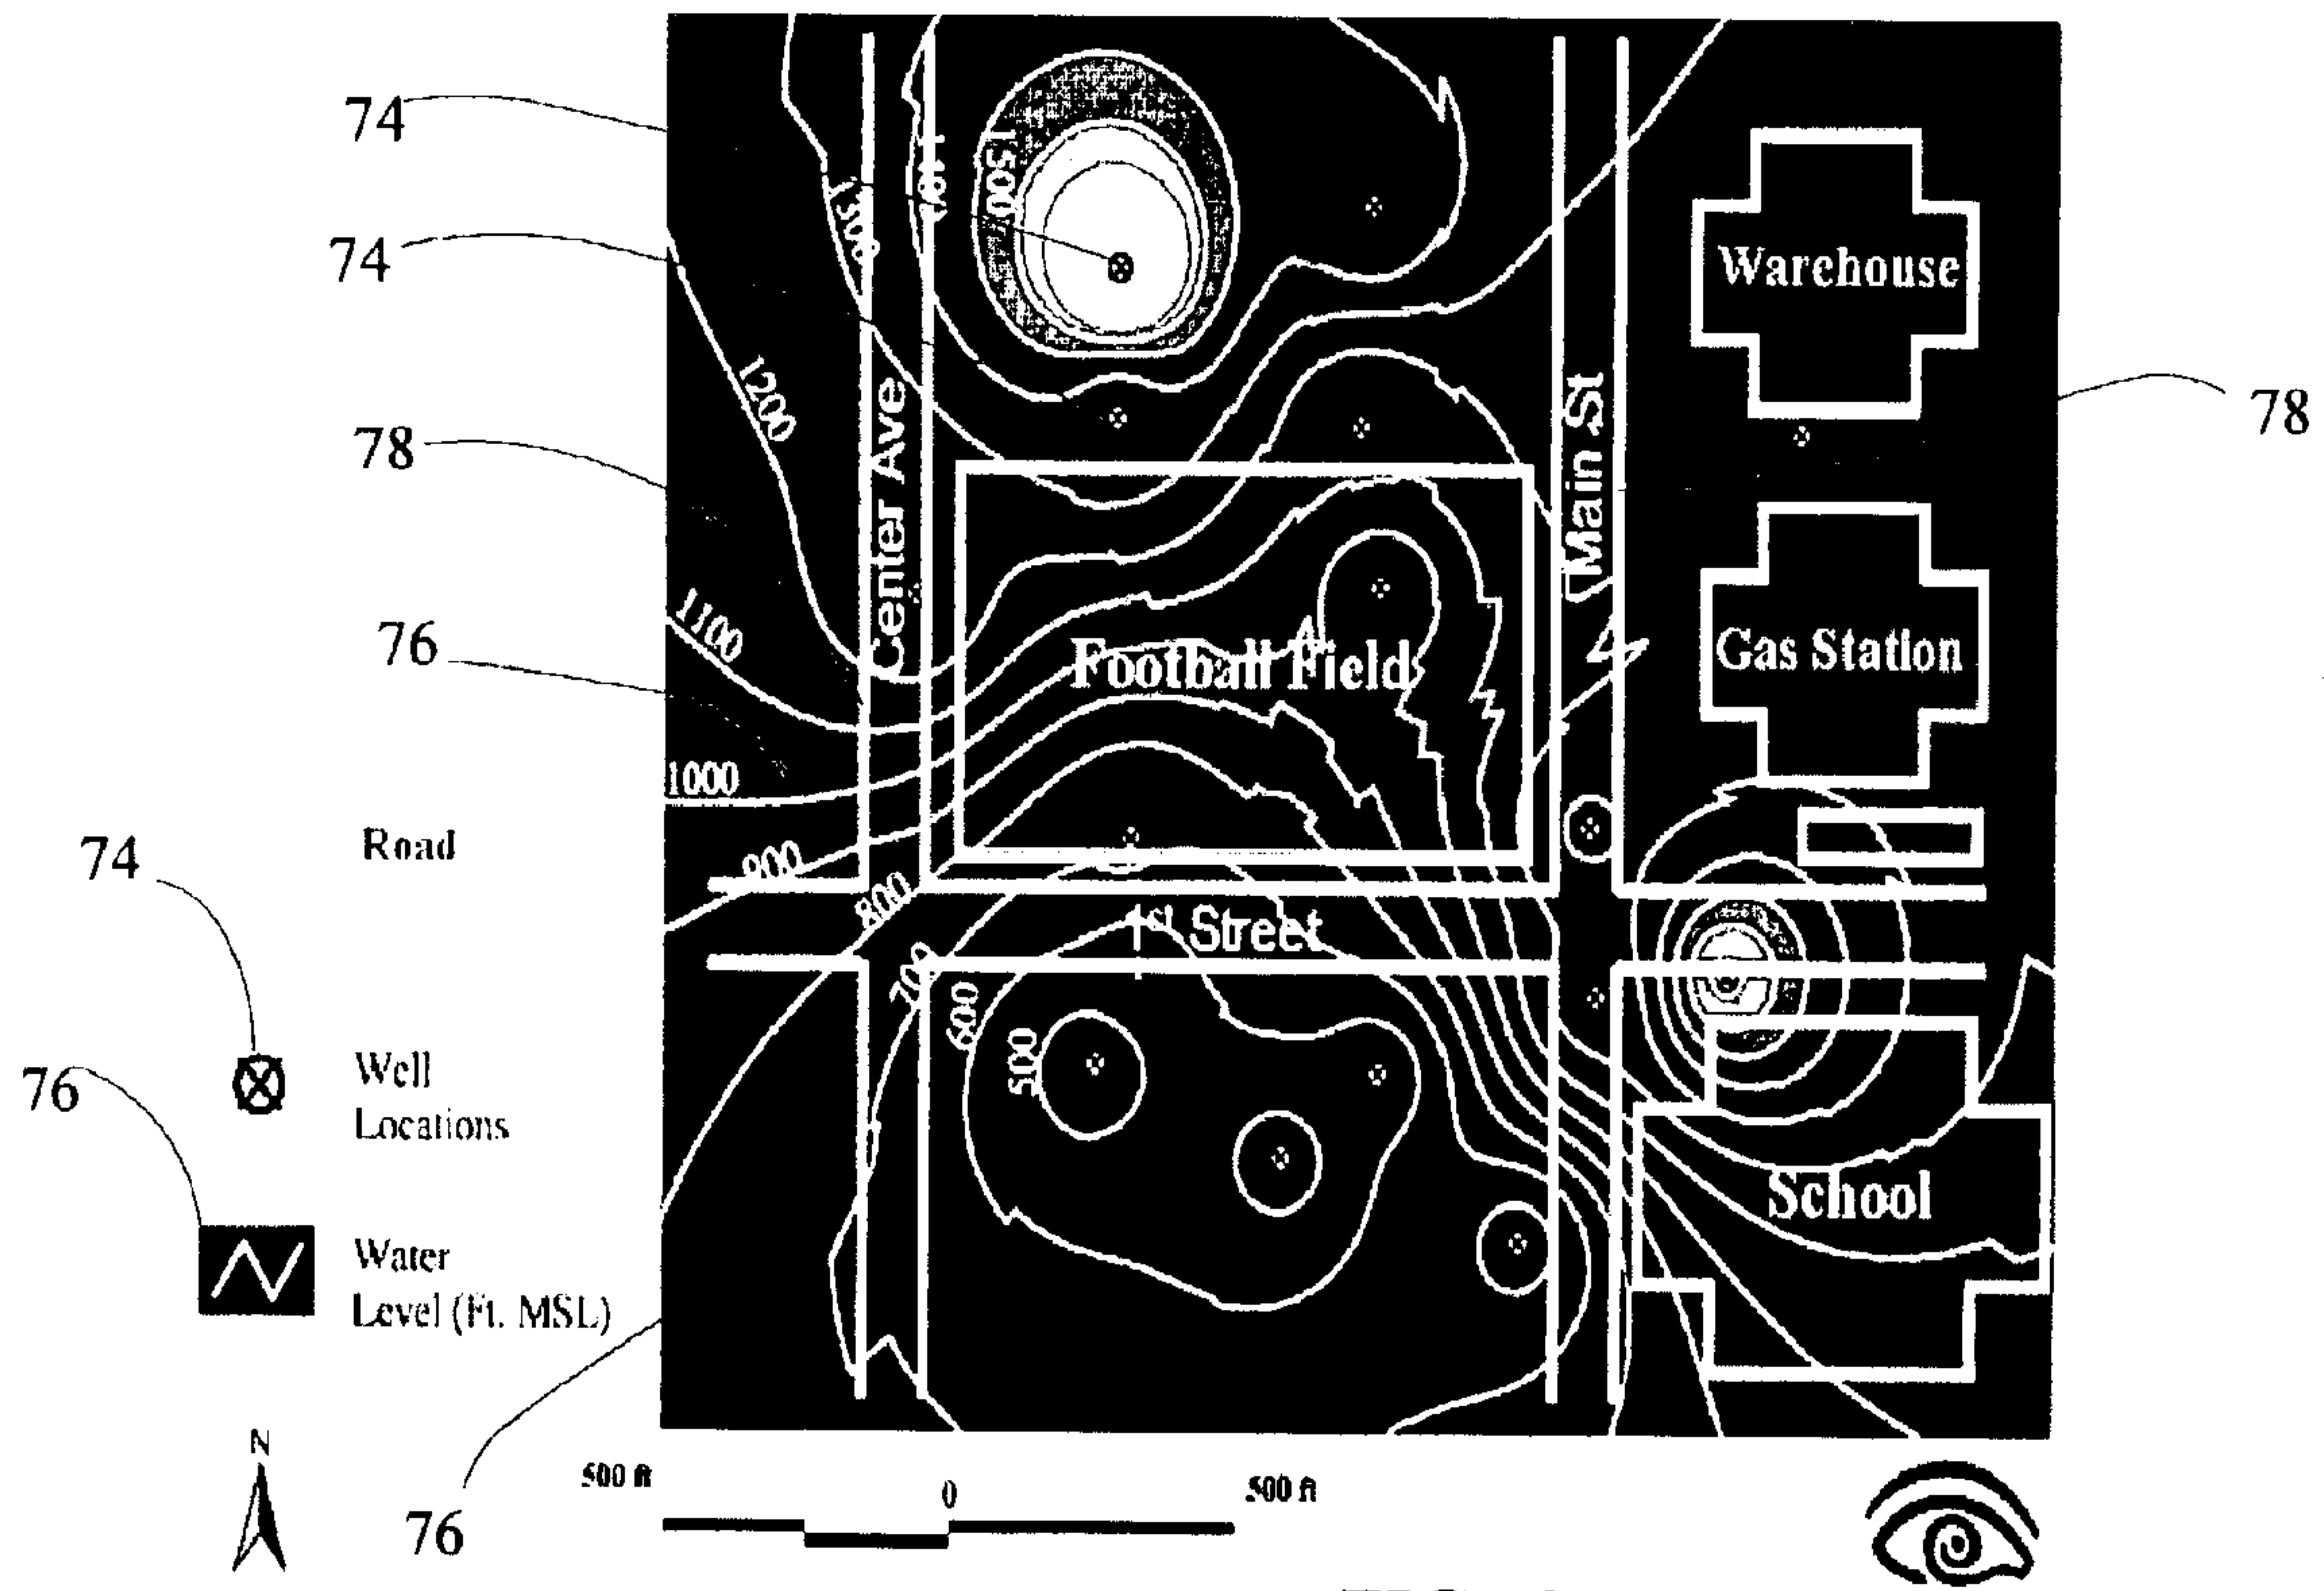 74
74
78
76
Road
74
Well
Locations
76
Water
Level (Ft. MSL)
N
76
500 ft
0
500 ft
1500
1200
1100
1000
900
800
700
600
500
Center Ave
Main St
Football Field
1st Street
Warehouse
Gas Station
School
78